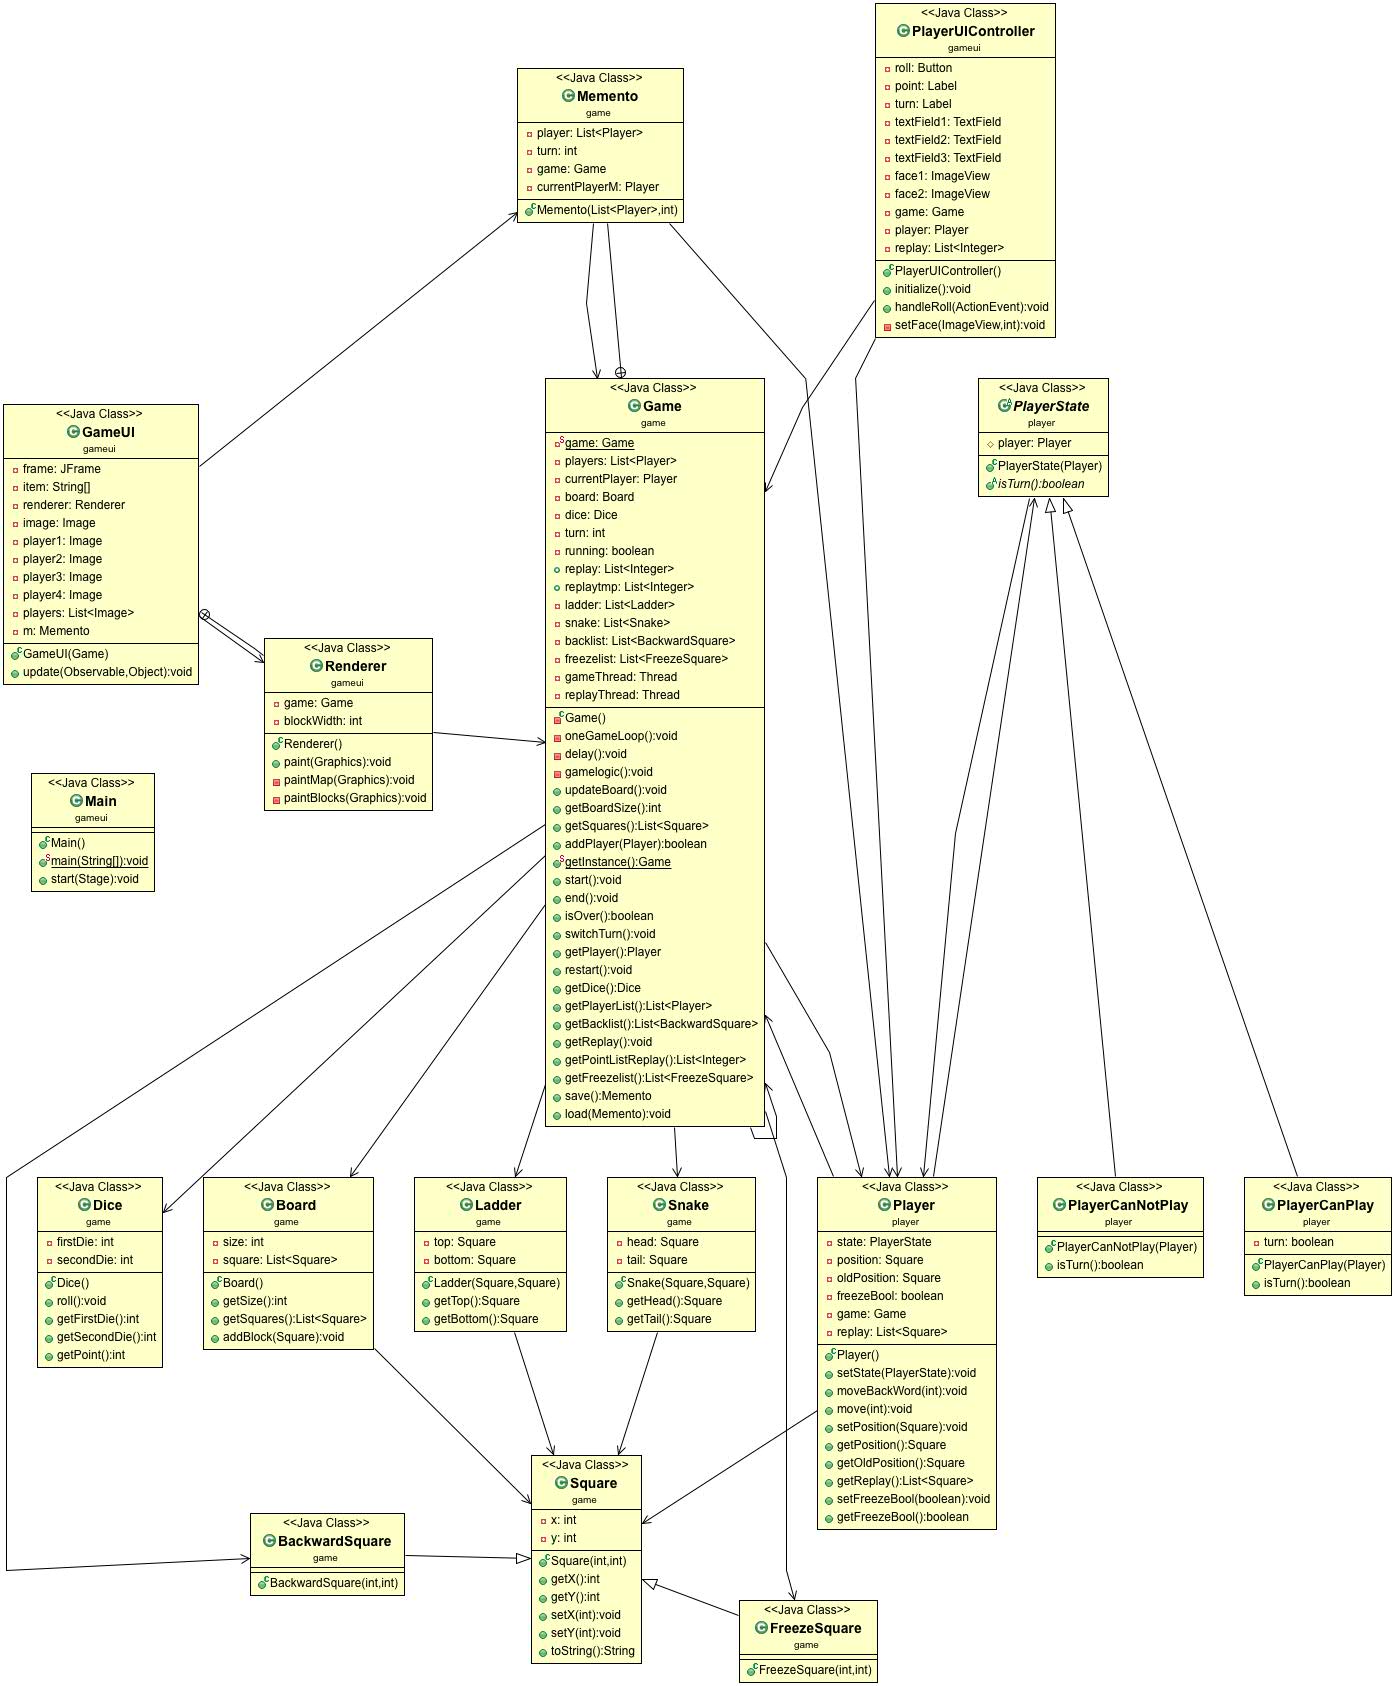 <<Java Class>>
PlayerUIController
gameui
roll: Button
point: Label
turn: Label
textField1: TextField
textField2: TextField
textField3: TextField
face1: ImageView
face2: ImageView
game: Game
player: Player
replay: List<Integer>
PlayerUIController()
initialize():void
handleRoll(ActionEvent):void
setFace(ImageView,int):void
<<Java Class>>
Memento
game
player: List<Player>
turn: int
game: Game
currentPlayerM: Player
Memento(List<Player>,int)
<<Java Class>>
GameUI
gameui
frame: JFrame
item: String[]
renderer: Renderer
image: Image
player1: Image
player2: Image
player3: Image
player4: Image
players: List<Image>
m: Memento
GameUI(Game)
update(Observable,Object):void
<<Java Class>>
Game
game
game: Game
players: List<Player>
currentPlayer: Player
board: Board
dice: Dice
turn: int
running: boolean
replay: List<Integer>
replaytmp: List<Integer>
ladder: List<Ladder>
snake: List<Snake>
backlist: List<BackwardSquare>
freezelist: List<FreezeSquare>
gameThread: Thread
replayThread: Thread
Game()
oneGameLoop():void
delay():void
gamelogic():void
updateBoard():void
getBoardSize():int
getSquares():List<Square>
addPlayer(Player):boolean
getInstance():Game
start():void
end():void
isOver():boolean
switchTurn():void
getPlayer():Player
restart():void
getDice():Dice
getPlayerList():List<Player>
getBacklist():List<BackwardSquare>
getReplay():void
getPointListReplay():List<Integer>
getFreezelist():List<FreezeSquare>
save():Memento
load(Memento):void
<<Java Class>>
PlayerState
player
player: Player
PlayerState(Player)
isTurn():boolean
<<Java Class>>
Renderer
gameui
game: Game
blockWidth: int
Renderer()
paint(Graphics):void
paintMap(Graphics):void
paintBlocks(Graphics):void
<<Java Class>>
Main
gameui
Main()
main(String[]):void
start(Stage):void
<<Java Class>>
Dice
game
firstDie: int
secondDie: int
Dice()
roll():void
getFirstDie():int
getSecondDie():int
getPoint():int
<<Java Class>>
Board
game
size: int
square: List<Square>
Board()
getSize():int
getSquares():List<Square>
addBlock(Square):void
<<Java Class>>
Ladder
game
top: Square
bottom: Square
Ladder(Square,Square)
getTop():Square
getBottom():Square
<<Java Class>>
Snake
game
head: Square
tail: Square
Snake(Square,Square)
getHead():Square
getTail():Square
<<Java Class>>
Player
player
state: PlayerState
position: Square
oldPosition: Square
freezeBool: boolean
game: Game
replay: List<Square>
Player()
setState(PlayerState):void
moveBackWord(int):void
move(int):void
setPosition(Square):void
getPosition():Square
getOldPosition():Square
getReplay():List<Square>
setFreezeBool(boolean):void
getFreezeBool():boolean
<<Java Class>>
PlayerCanNotPlay
player
PlayerCanNotPlay(Player)
isTurn():boolean
<<Java Class>>
PlayerCanPlay
player
turn: boolean
PlayerCanPlay(Player)
isTurn():boolean
<<Java Class>>
Square
game
x: int
y: int
Square(int,int)
getX():int
getY():int
setX(int):void
setY(int):void
toString():String
<<Java Class>>
BackwardSquare
game
BackwardSquare(int,int)
<<Java Class>>
FreezeSquare
game
FreezeSquare(int,int)